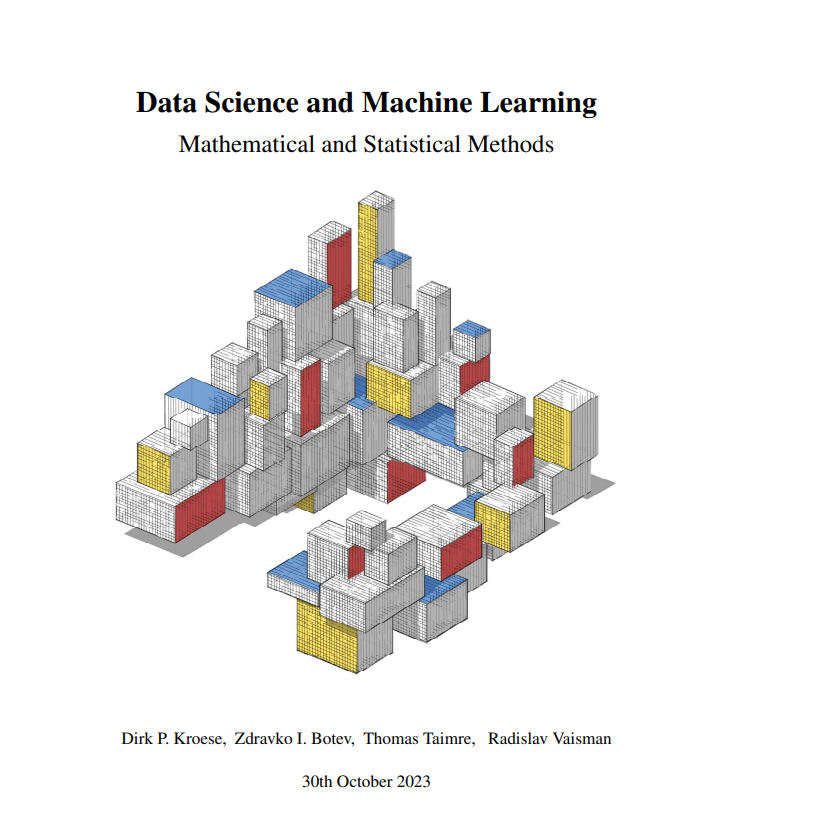 Data Science and Machine Learning
Mathematical and Statistical Methods
Dirk P. Kroese, Zdravko I. Botev, Thomas Taimre, Radislav Vaisman
30th October 2023